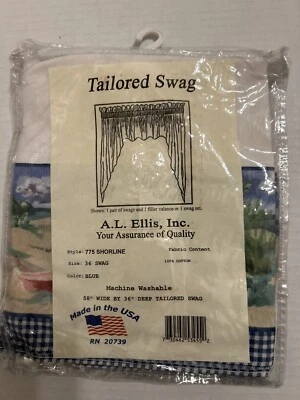 Tailored Swag
Shown: 1 pair of swags and 1 filler valance or 1 swag set.
A.L. Ellis, Inc.
Your Assurance of Quality
Style: 775 SHORLINE
Fabric Content
Size: 36 SWAG
100% COTTON
Color: BLUE
Machine Washable
58" WIDE BY 36" DEEP TAILORED SWAG
Made in the USA
RN 20739